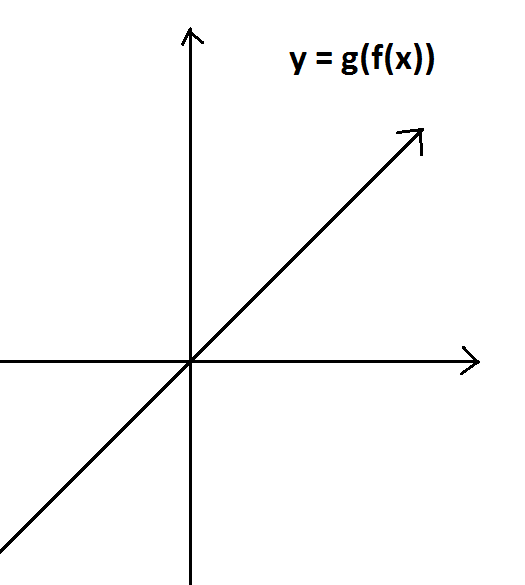 y = g(f(x))